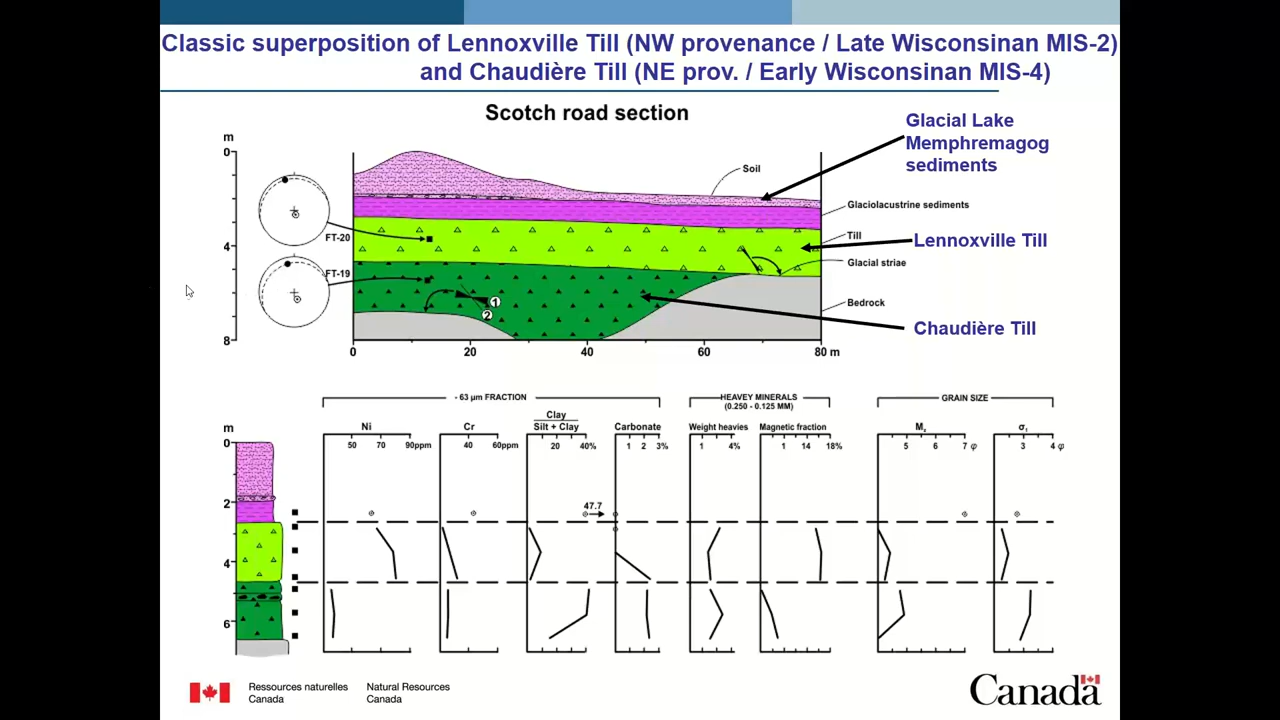 Classic superposition of Lennoxville Till (NW provenance / Late Wisconsinan MIS-2)
and Chaudière Till (NE prov. / Early Wisconsinan MIS-4)
Scotch road section
Glacial Lake
Memphremagog
sediments
m
0
4
8
Soil
Glaciolacustrine sediments
Till
Lennoxville Till
Glacial striae
Bedrock
Chaudière Till
FT-20
FT-19
1
2
0 20 40 60 80 m
- 63 µm FRACTION
HEAVEY MINERALS
(0.250 - 0.125 MM)
GRAIN SIZE
m
Ni
Cr
Clay
Silt + Clay
Carbonate
Weight heavies
Magnetic fraction
M
σ
50 70 90ppm
40 60ppm
20 40%
1 2 3%
1 4%
1 14 18%
5 6 7 φ
3 4 φ
47.7
0
2
4
6
Ressources naturelles
Canada
Natural Resources
Canada
Canada